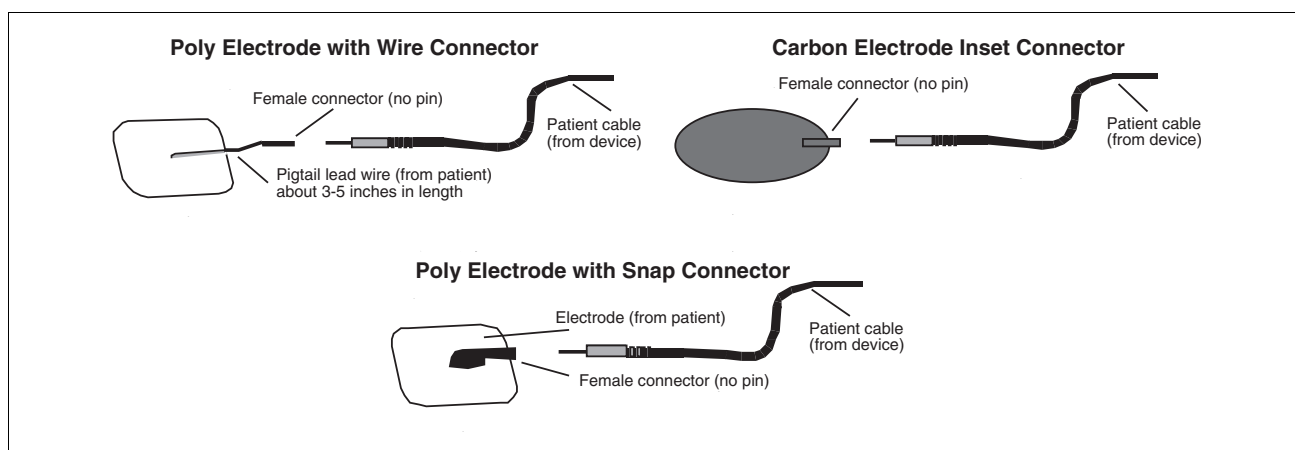 Poly Electrode with Wire Connector
Female connector (no pin)
Patient cable
(from device)
Pigtail lead wire (from patient)
about 3-5 inches in length
Carbon Electrode Inset Connector
Female connector (no pin)
Patient cable
(from device)
Poly Electrode with Snap Connector
Electrode (from patient)
Patient cable
(from device)
Female connector (no pin)